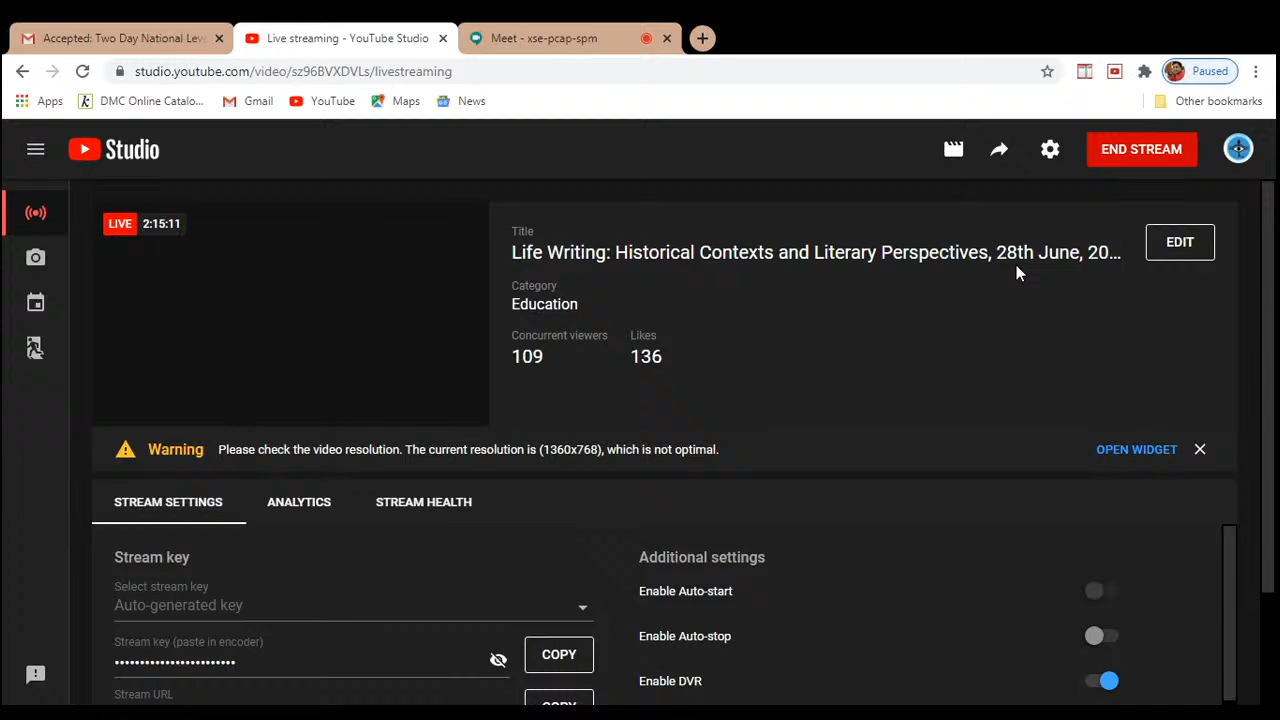 Accepted: Two Day National Leve
Live streaming - YouTube Studio
Meet - xse-pcap-spm
studio.youtube.com/video/sz96BVXDVLs/livestreaming
Paused
Apps
DMC Online Catalo...
Gmail
YouTube
Maps
News
Other bookmarks
Studio
END STREAM
LIVE 2:15:11
Title
Life Writing: Historical Contexts and Literary Perspectives, 28th June, 20...
EDIT
Category
Education
Concurrent viewers
Likes
109
136
Warning Please check the video resolution. The current resolution is (1360x768), which is not optimal.
OPEN WIDGET
STREAM SETTINGS
ANALYTICS
STREAM HEALTH
Stream key
Select stream key
Auto-generated key
Stream key (paste in encoder)
••••••••••••••••••••••••
COPY
Stream URL
COPY
Additional settings
Enable Auto-start
Enable Auto-stop
Enable DVR